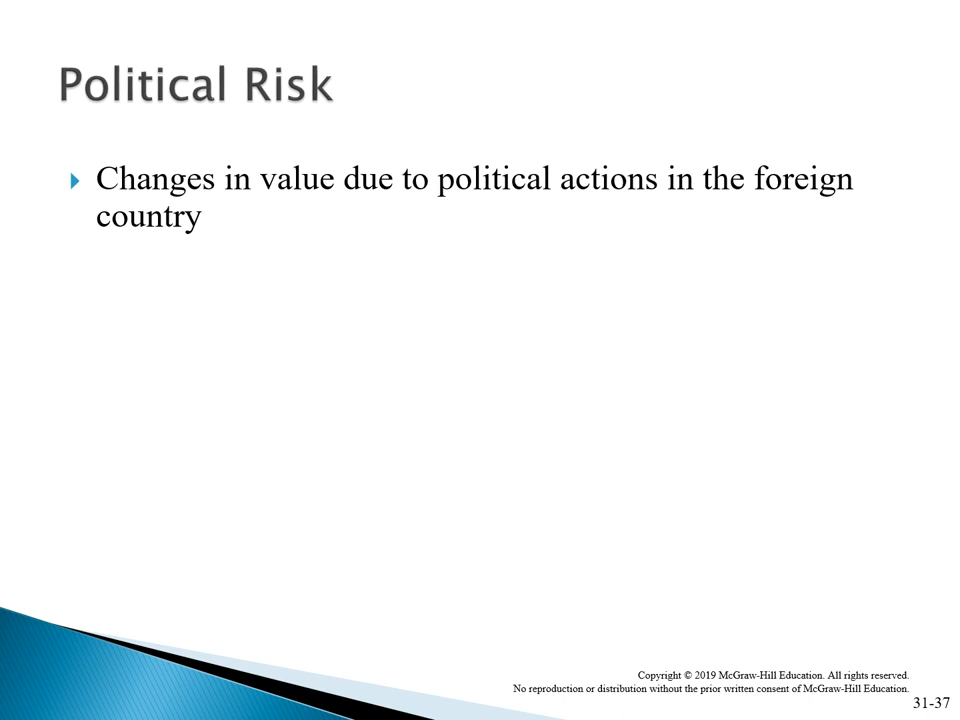 Political Risk
Changes in value due to political actions in the foreign
country
Copyright © 2019 McGraw-Hill Education. All rights reserved.
No reproduction or distribution without the prior written consent of McGraw-Hill Education.
31-37